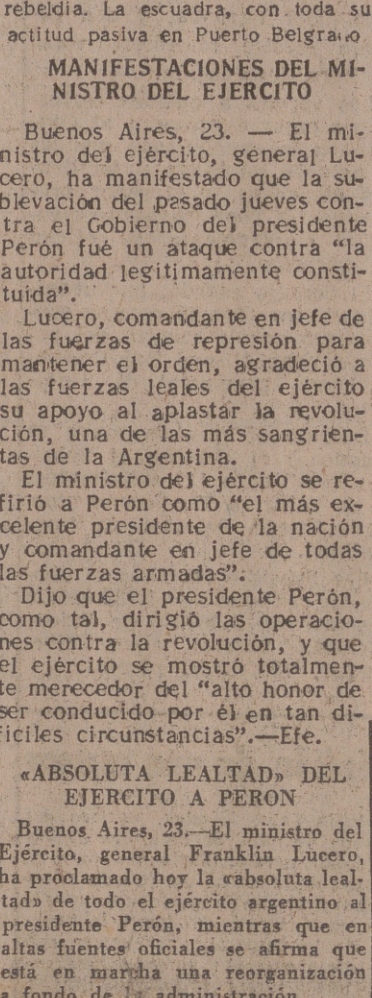 rebeldia. La escuadra, con toda su
actitud pasiva en Puerto Belgrano
MANIFESTACIONES DEL MI-
NISTRO DEL EJERCITO
Buenos Aires, 23. — El mi-
nistro del ejército, general Lu-
cero, ha manifestado que la su-
blevación del pasado jueves con-
tra el Gobierno del presidente
Perón fué un ataque contra “la
autoridad legitimamente consti-
tuida”.
Lucero, comandante en jefe de
las fuerzas de represión para
mantener el orden, agradeció a
las fuerzas leales del ejército
su apoyo al aplastar la revolu-
ción, una de las más sangrien-
tas de la Argentina.
El ministro del ejército se re-
firió a Perón como “el más ex-
celente presidente de la nación
y comandante en jefe de todas
las fuerzas armadas”.
Dijo que el presidente Perón,
como tal, dirigió las operacio-
nes contra la revolución, y que
el ejército se mostró totalmen-
te merecedor del “alto honor de
ser conducido por él en tan di-
ficiles circunstancias”.—Efe.
«ABSOLUTA LEALTAD» DEL
EJERCITO A PERON
Buenos Aires, 23.—El ministro del
Ejército, general Franklin Lucero,
ha proclamado hoy la «absoluta leal-
tad» de todo el ejército argentino al
presidente Perón, mientras que en
altas fuentes oficiales se afirma que
está en marcha una reorganización
a fondo de la administración